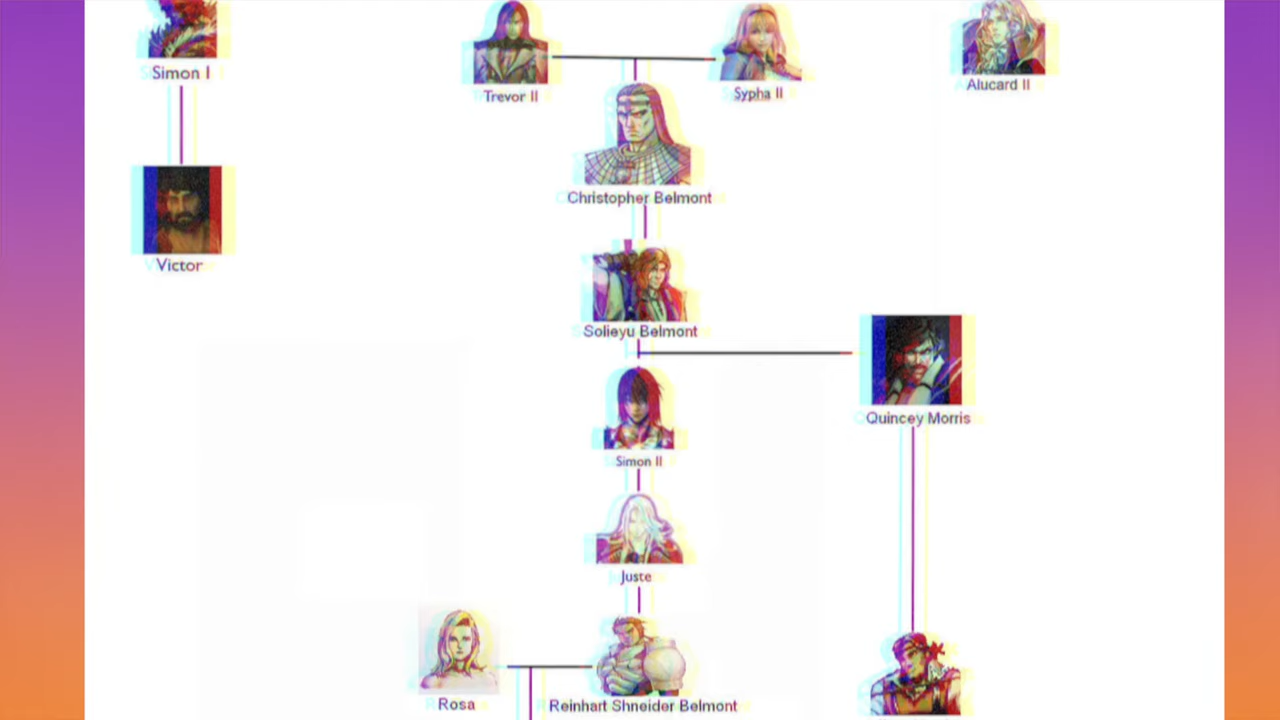 Simon I
Trevor II
Sypha II
Alucard II
Christopher Belmont
Victor
Solieyu Belmont
Quincey Morris
Simon II
Juste
Rosa
Reinhart Shneider Belmont